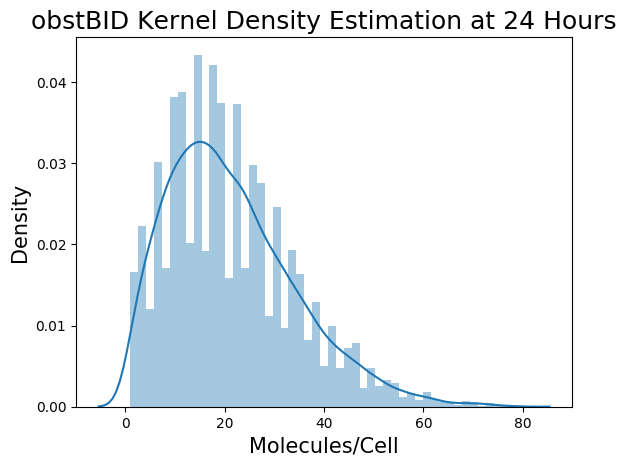 obstBID Kernel Density Estimation at 24 Hours
0.04
0.03
0.02
0.01
0.00
Density
0 20 40 60 80
Molecules/Cell